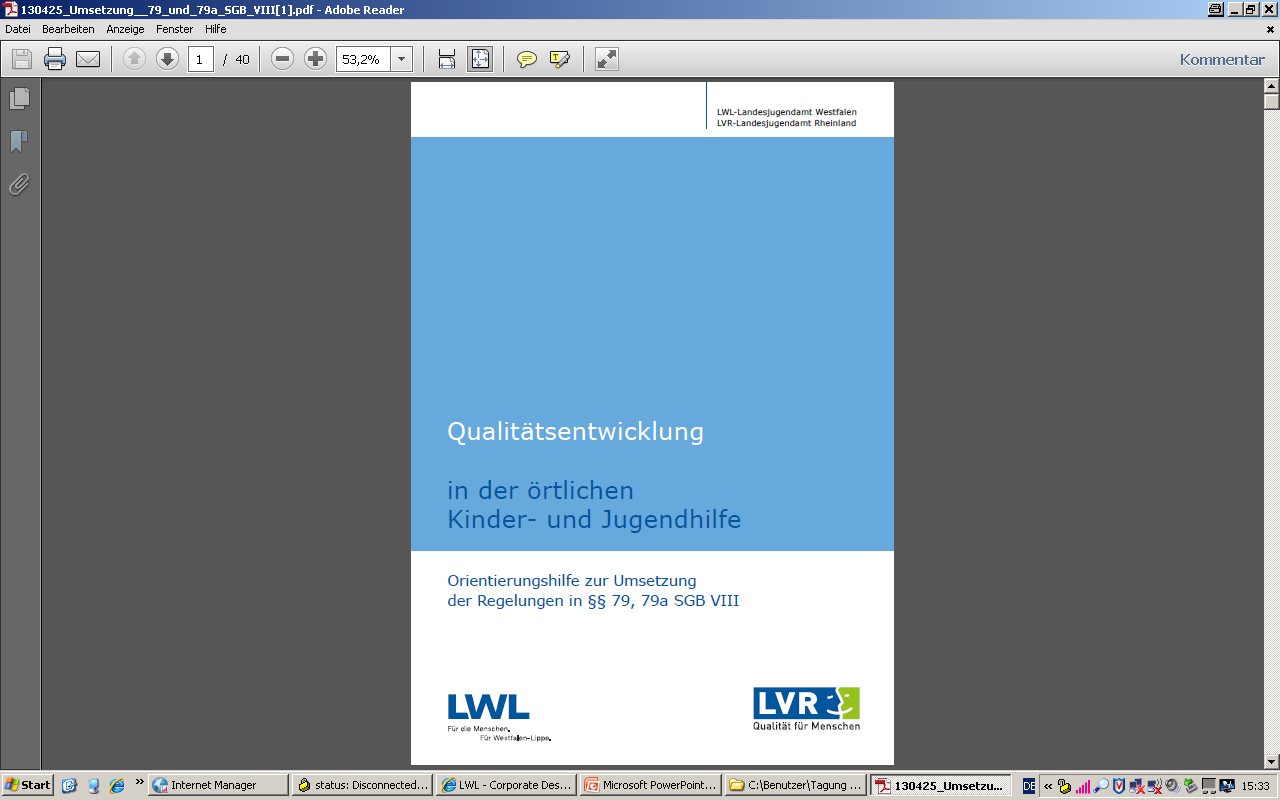 130425_Umsetzung__79_und_79a_SGB_VIII[1].pdf - Adobe Reader
Datei Bearbeiten Anzeige Fenster Hilfe
1 / 40 53,2% Kommentar
LWL-Landesjugendamt Westfalen
LVR-Landesjugendamt Rheinland
Qualitätsentwicklung
in der örtlichen
Kinder- und Jugendhilfe
Orientierungshilfe zur Umsetzung
der Regelungen in §§ 79, 79a SGB VIII
LWL
Für die Menschen.
Für Westfalen-Lippe.
LVR
Qualität für Menschen
Start » Internet Manager status: Disconnected... LWL - Corporate Des... Microsoft PowerPoint... C:\Benutzer\Tagung ... 130425_Umsetzu... DE « 15:33